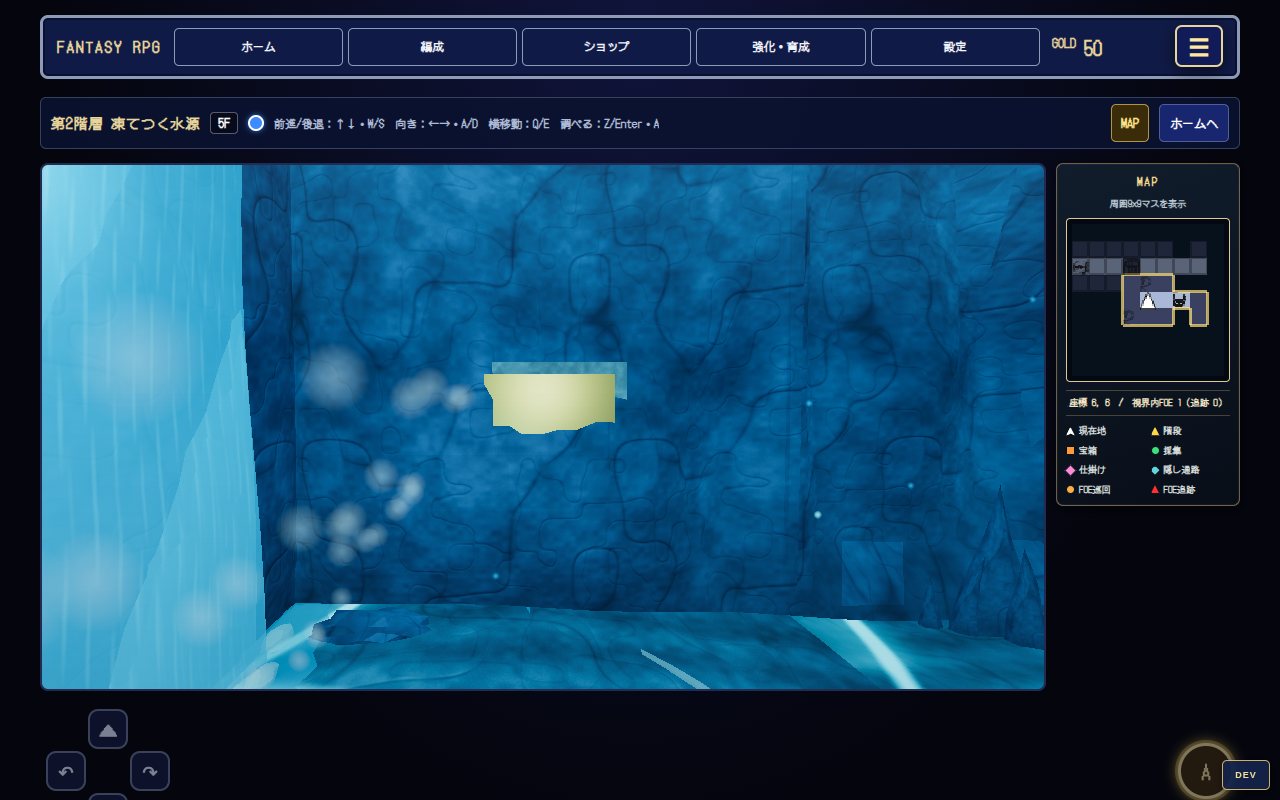 FANTASY RPG
ホーム
編成
ショップ
強化・育成
設定
GOLD 50
第2階層 凍てつく水源
5F
前進/後退：↑↓・W/S 向き：←→・A/D 横移動：Q/E 調べる：Z/Enter・A
MAP
ホームへ
MAP
周囲9x9マスを表示
座標 6, 6 / 視界内FOE 1（追跡 0）
現在地
階段
宝箱
採集
仕掛け
隠し通路
FOE巡回
FOE追跡
A
DEV